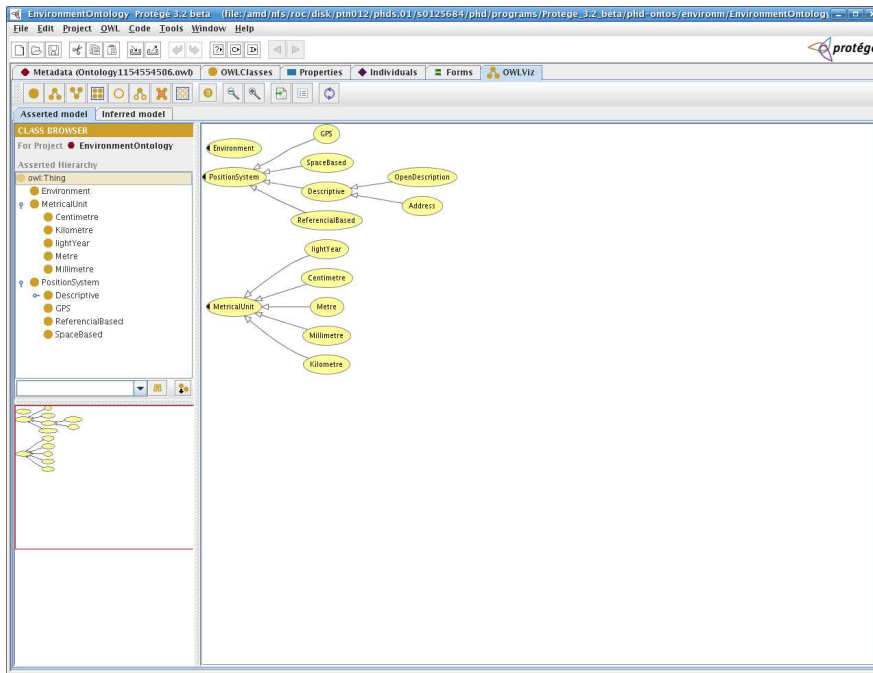 EnvironmentOntology Protégé 3.2 beta (file:/amd/nfs/roc/disk/ptn012/phds.01/s0125684/phd/programs/Protege_3.2_beta/phd-ontos/environm/EnvironmentOntology
File Edit Project OWL Code Tools Window Help
protégé
Metadata (Ontology1154554506.owl) OWLClasses Properties Individuals Forms OWLViz
Asserted model Inferred model
CLASS BROWSER
For Project EnvironmentOntology
Asserted Hierarchy
owl:Thing
Environment
MetricalUnit
Centimetre
Kilometre
lightYear
Metre
Millimetre
PositionSystem
Descriptive
GPS
ReferencialBased
SpaceBased
GPS
Environment
SpaceBased
PositionSystem
OpenDescription
Descriptive
Address
ReferencialBased
lightYear
Centimetre
MetricalUnit
Metre
Millimetre
Kilometre